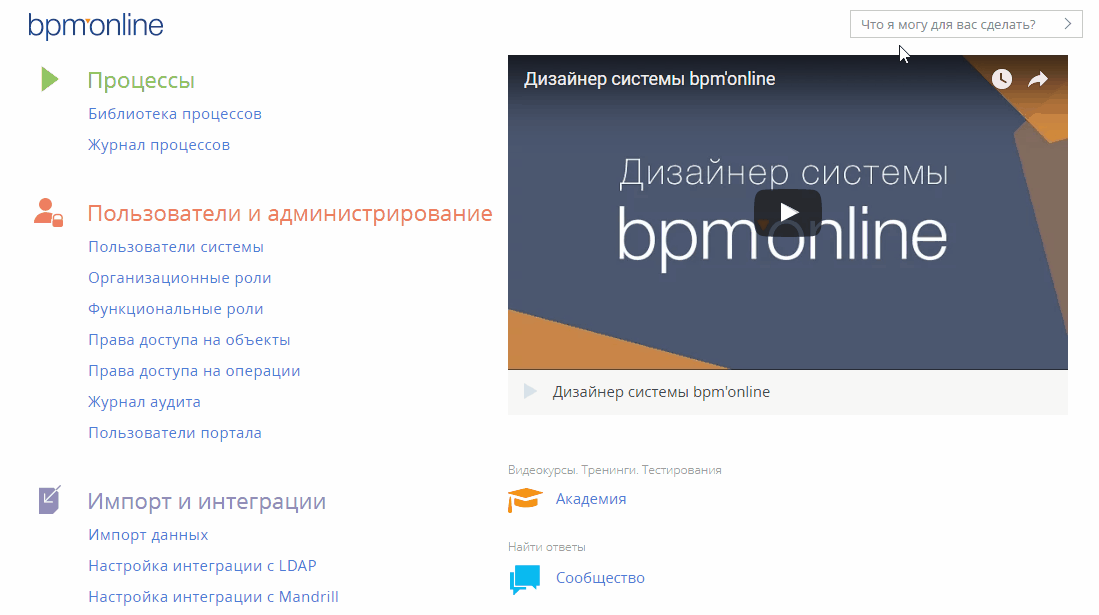 bpm'online
Что я могу для вас сделать?
Процессы
Библиотека процессов
Журнал процессов
Пользователи и администрирование
Пользователи системы
Организационные роли
Функциональные роли
Права доступа на объекты
Права доступа на операции
Журнал аудита
Пользователи портала
Импорт и интеграции
Импорт данных
Настройка интеграции с LDAP
Настройка интеграции с Mandrill
Дизайнер системы bpm'online
Дизайнер системы
bpm'online
Дизайнер системы bpm'online
Видеокурсы. Тренинги. Тестирования
Академия
Найти ответы
Сообщество